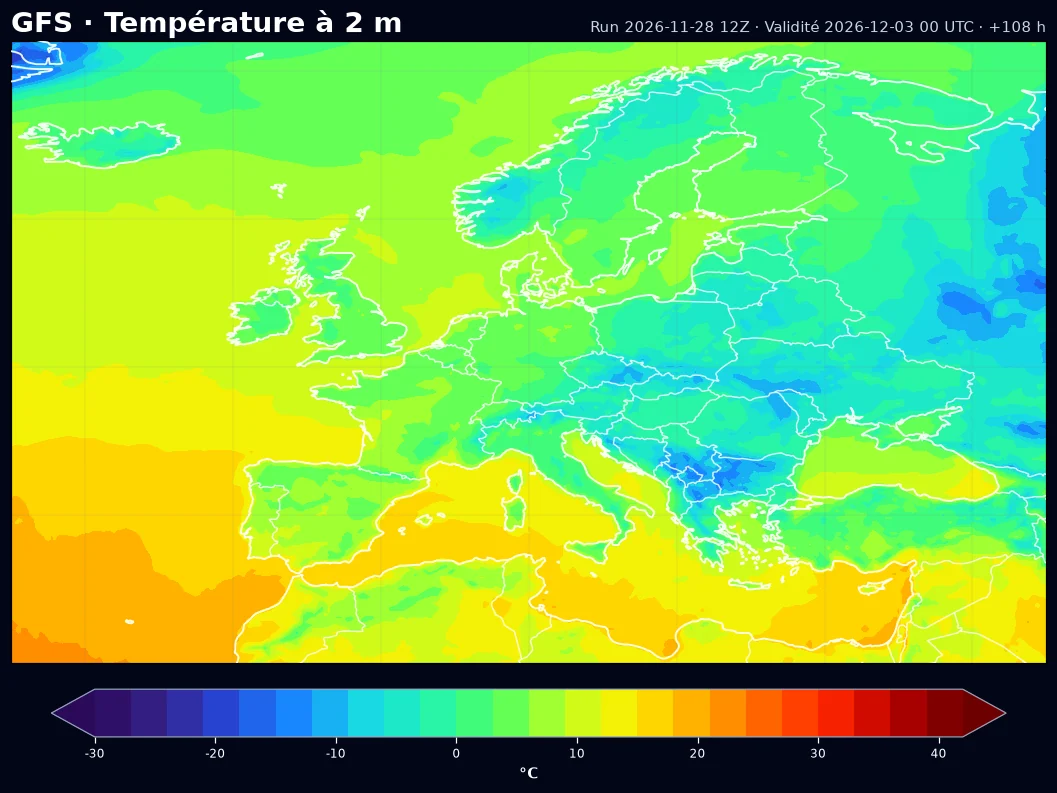 GFS · Température à 2 m
Run 2026-11-28 12Z · Validité 2026-12-03 00 UTC · +108 h
-30 -20 -10 0 10 20 30 40
°C